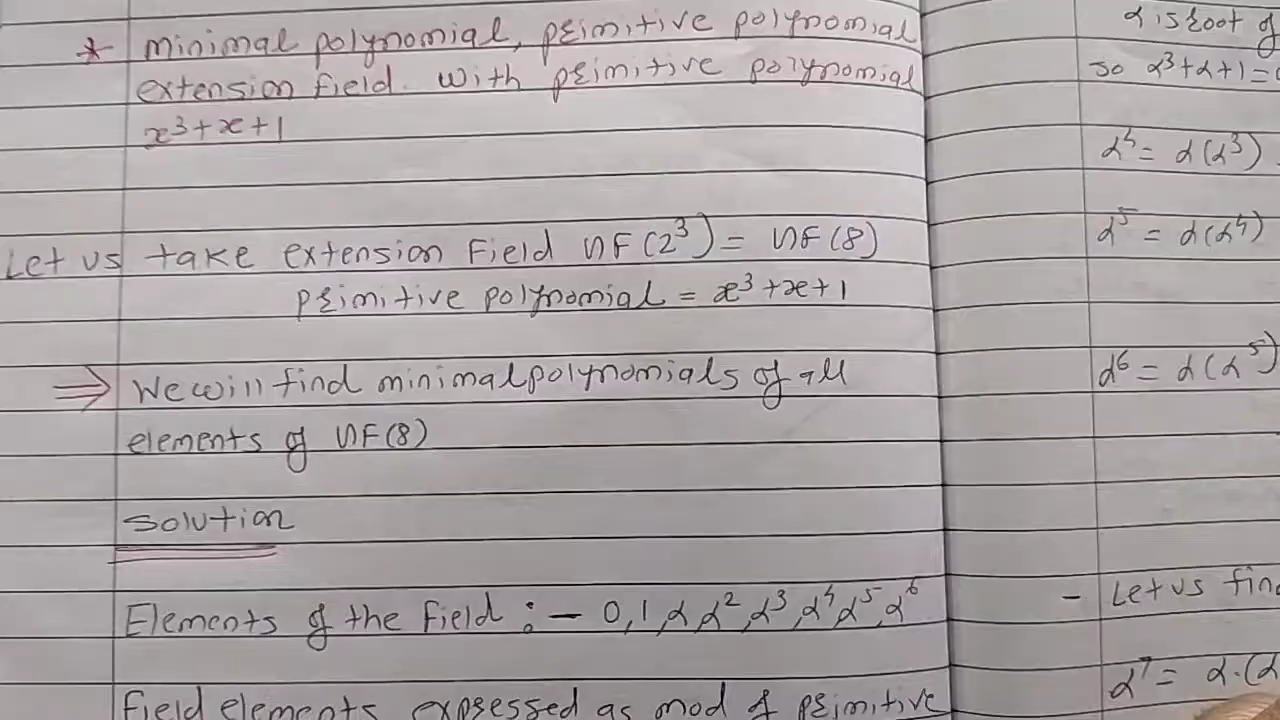 * minimal polynomial, primitive polynomial
extension field. with primitive polynomial
x³+x+1
Let us take extension Field GF(2³) = GF(8)
primitive polynomial = x³+x+1
⇒ We will find minimal polynomials of all
elements of GF(8)
Solution
Elements of the Field :- 0,1,α,α²,α³,α⁴,α⁵,α⁶
Field elements expressed as mod of primitive
α is root of
so α³+α+1=
α⁴ = α(α³)
α⁵ = α(α⁴)
α⁶ = α(α⁵)
- Let us find
α⁷ = α.(α